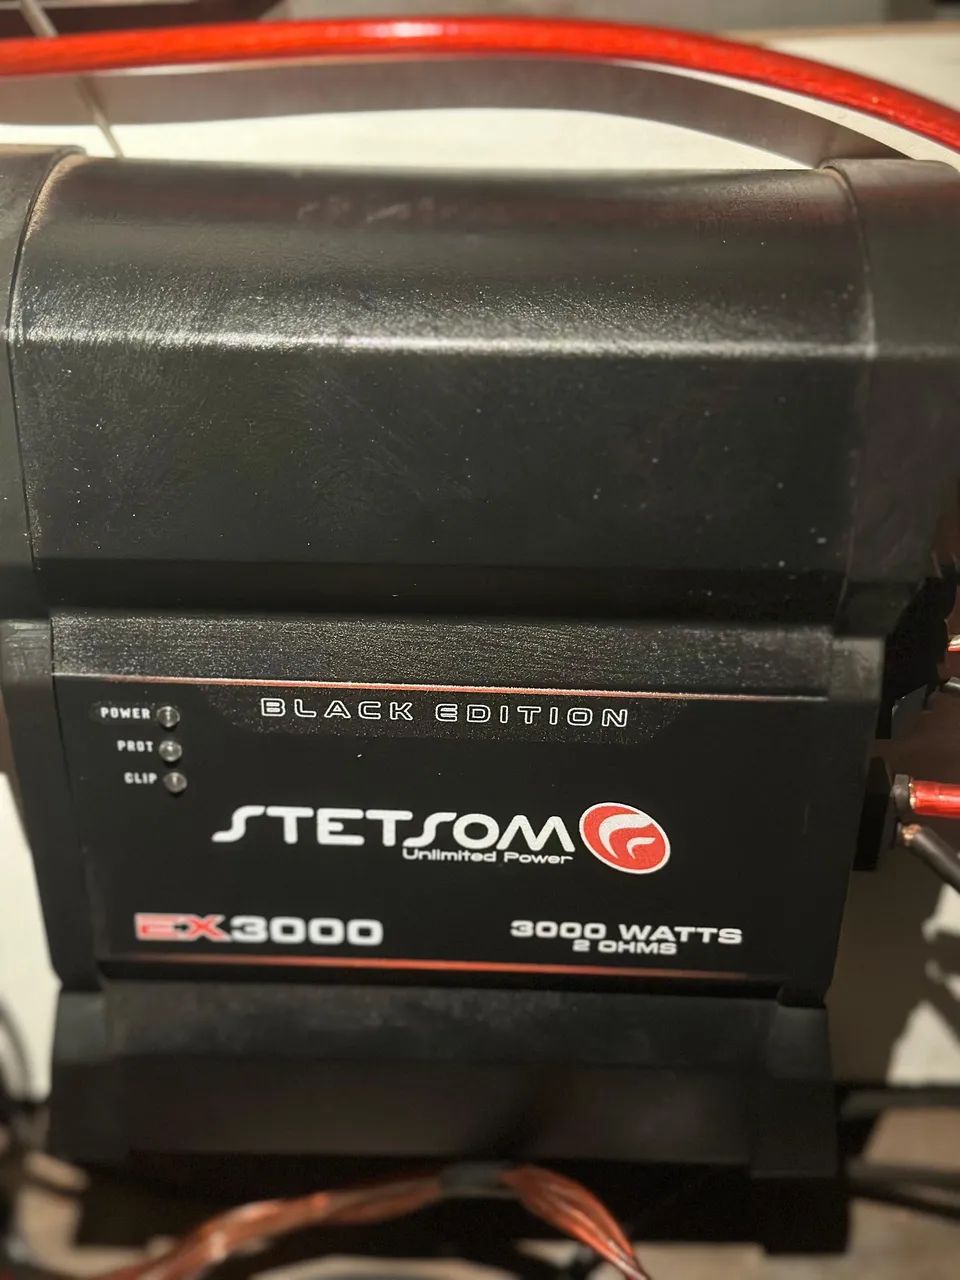 BLACK EDITION
POWER
PROT
CLIP
STETSOM
Unlimited Power
EX3000
3000 WATTS
2 OHMS